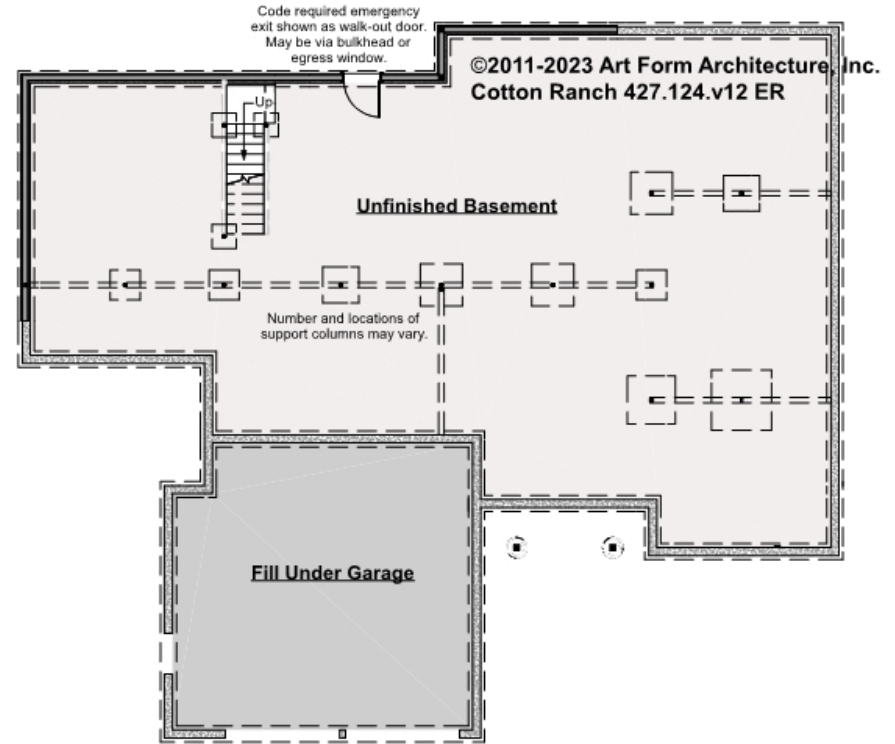 Code required emergency
exit shown as walk-out door.
May be via bulkhead or
egress window.
©2011-2023 Art Form Architecture, Inc.
Cotton Ranch 427.124.v12 ER
Up
Unfinished Basement
Number and locations of
support columns may vary.
Fill Under Garage